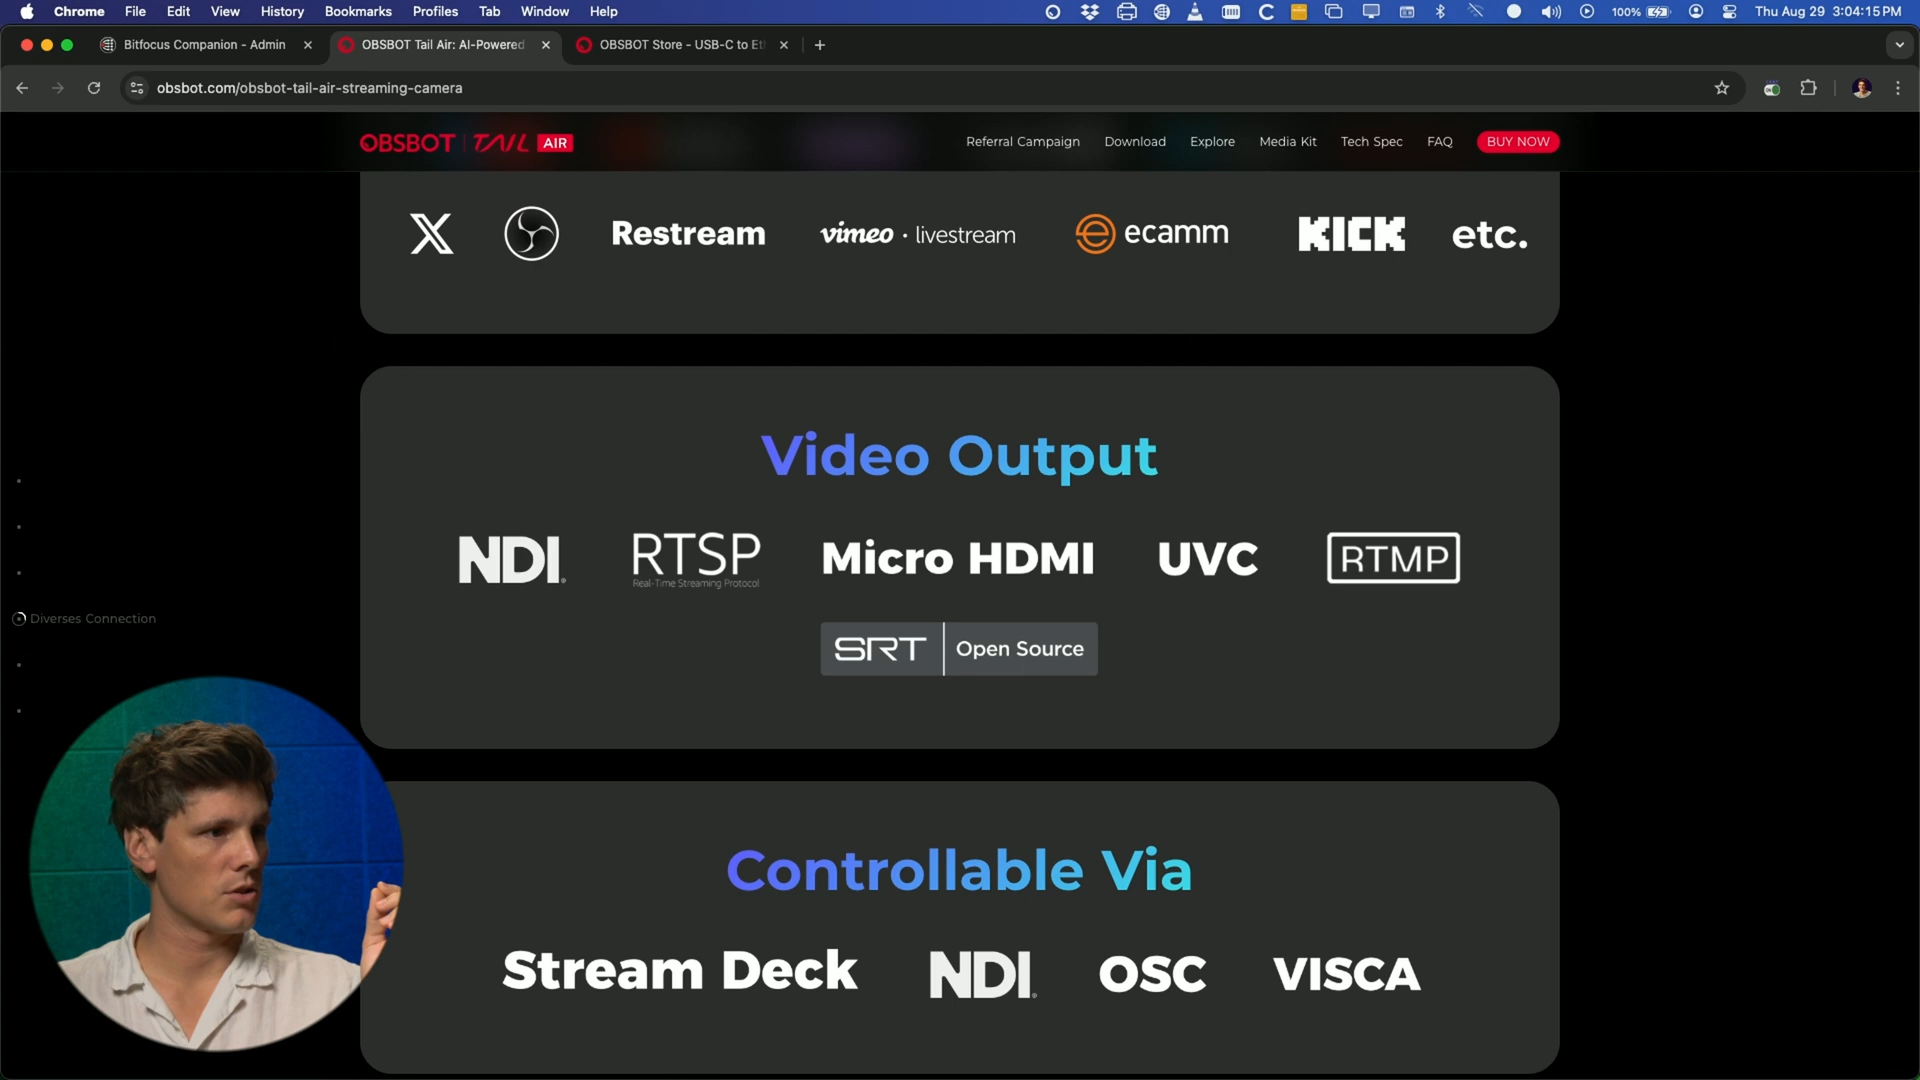 Chrome File Edit View History Bookmarks Profiles Tab Window Help 100% Thu Aug 29 3:04:15 PM
Bitfocus Companion - Admin OBSBOT Tail Air: AI-Powered OBSBOT Store - USB-C to Et
obsbot.com/obsbot-tail-air-streaming-camera
OBSBOT TAIL AIR Referral Campaign Download Explore Media Kit Tech Spec FAQ BUY NOW
X Restream vimeo · livestream ecamm KICK etc.
Video Output
NDI RTSP Micro HDMI UVC RTMP
Real-Time Streaming Protocol
Diverses Connection
SRT Open Source
Controllable Via
Stream Deck NDI OSC VISCA